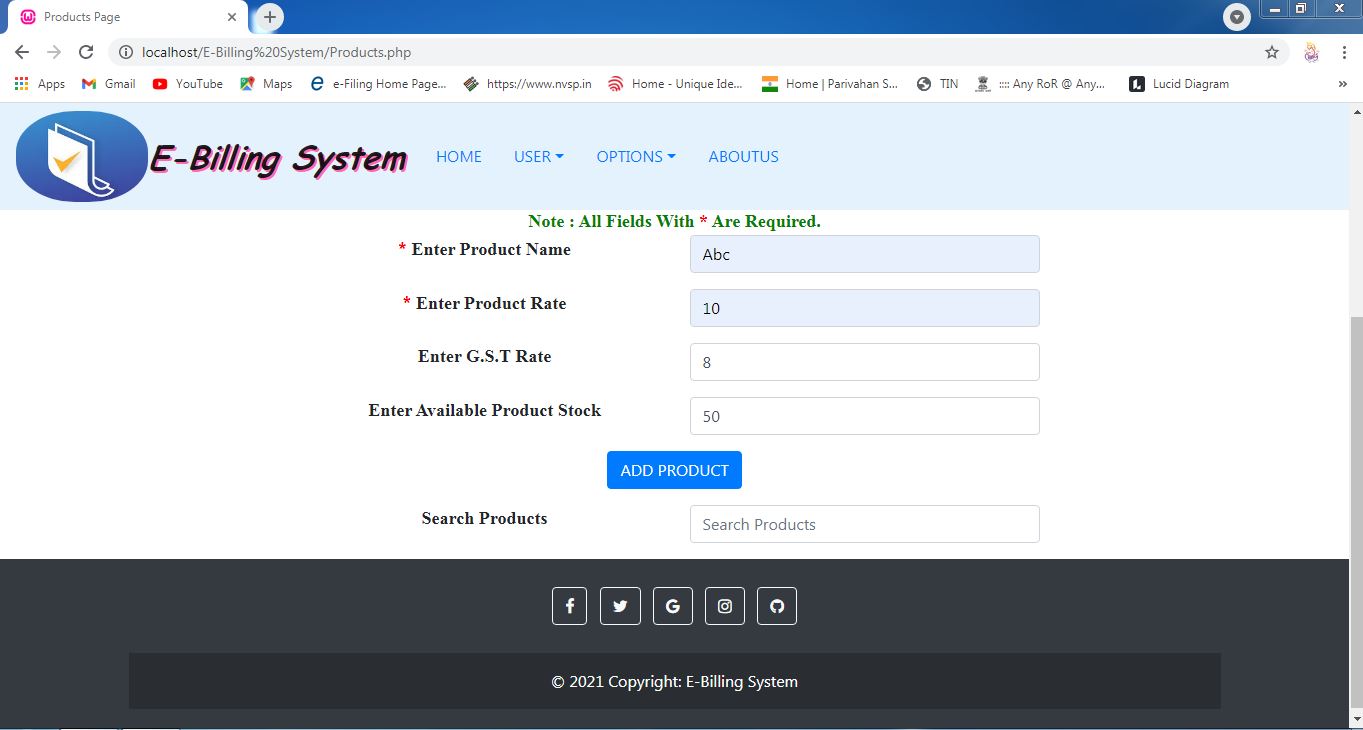 Products Page
localhost/E-Billing%20System/Products.php
Apps Gmail YouTube Maps e-Filing Home Page... https://www.nvsp.in Home - Unique Ide... Home | Parivahan S... TIN :::: Any RoR @ Any... Lucid Diagram »
E-Billing System HOME USER OPTIONS ABOUTUS
Note : All Fields With * Are Required.
* Enter Product Name Abc
* Enter Product Rate 10
Enter G.S.T Rate 8
Enter Available Product Stock 50
ADD PRODUCT
Search Products Search Products
© 2021 Copyright: E-Billing System